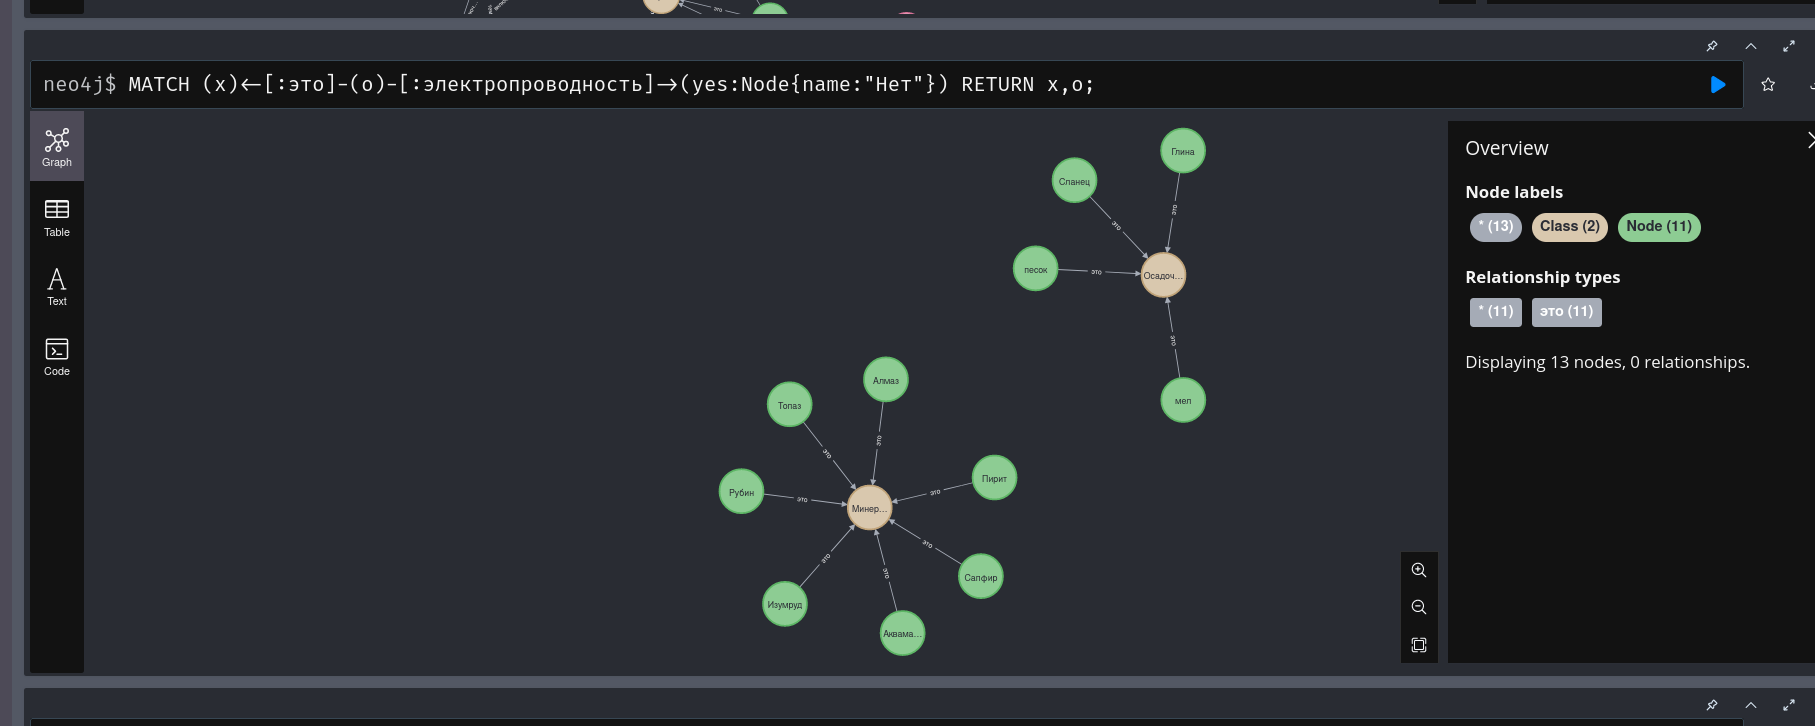 neo4j$ MATCH (x)<-[:это]-(o)-[:электропроводность]->(yes:Node{name:"Нет"}) RETURN x,o;
Graph
Table
Text
Code
Глина
Сланец
это
это
песок
это
Осадоч...
это
мел
Алмаз
Топаз
это
это
Пирит
это
Рубин
это
Минер...
это
это
это
Сапфир
Изумруд
Аквама...
Overview
Node labels
* (13) Class (2) Node (11)
Relationship types
* (11) это (11)
Displaying 13 nodes, 0 relationships.